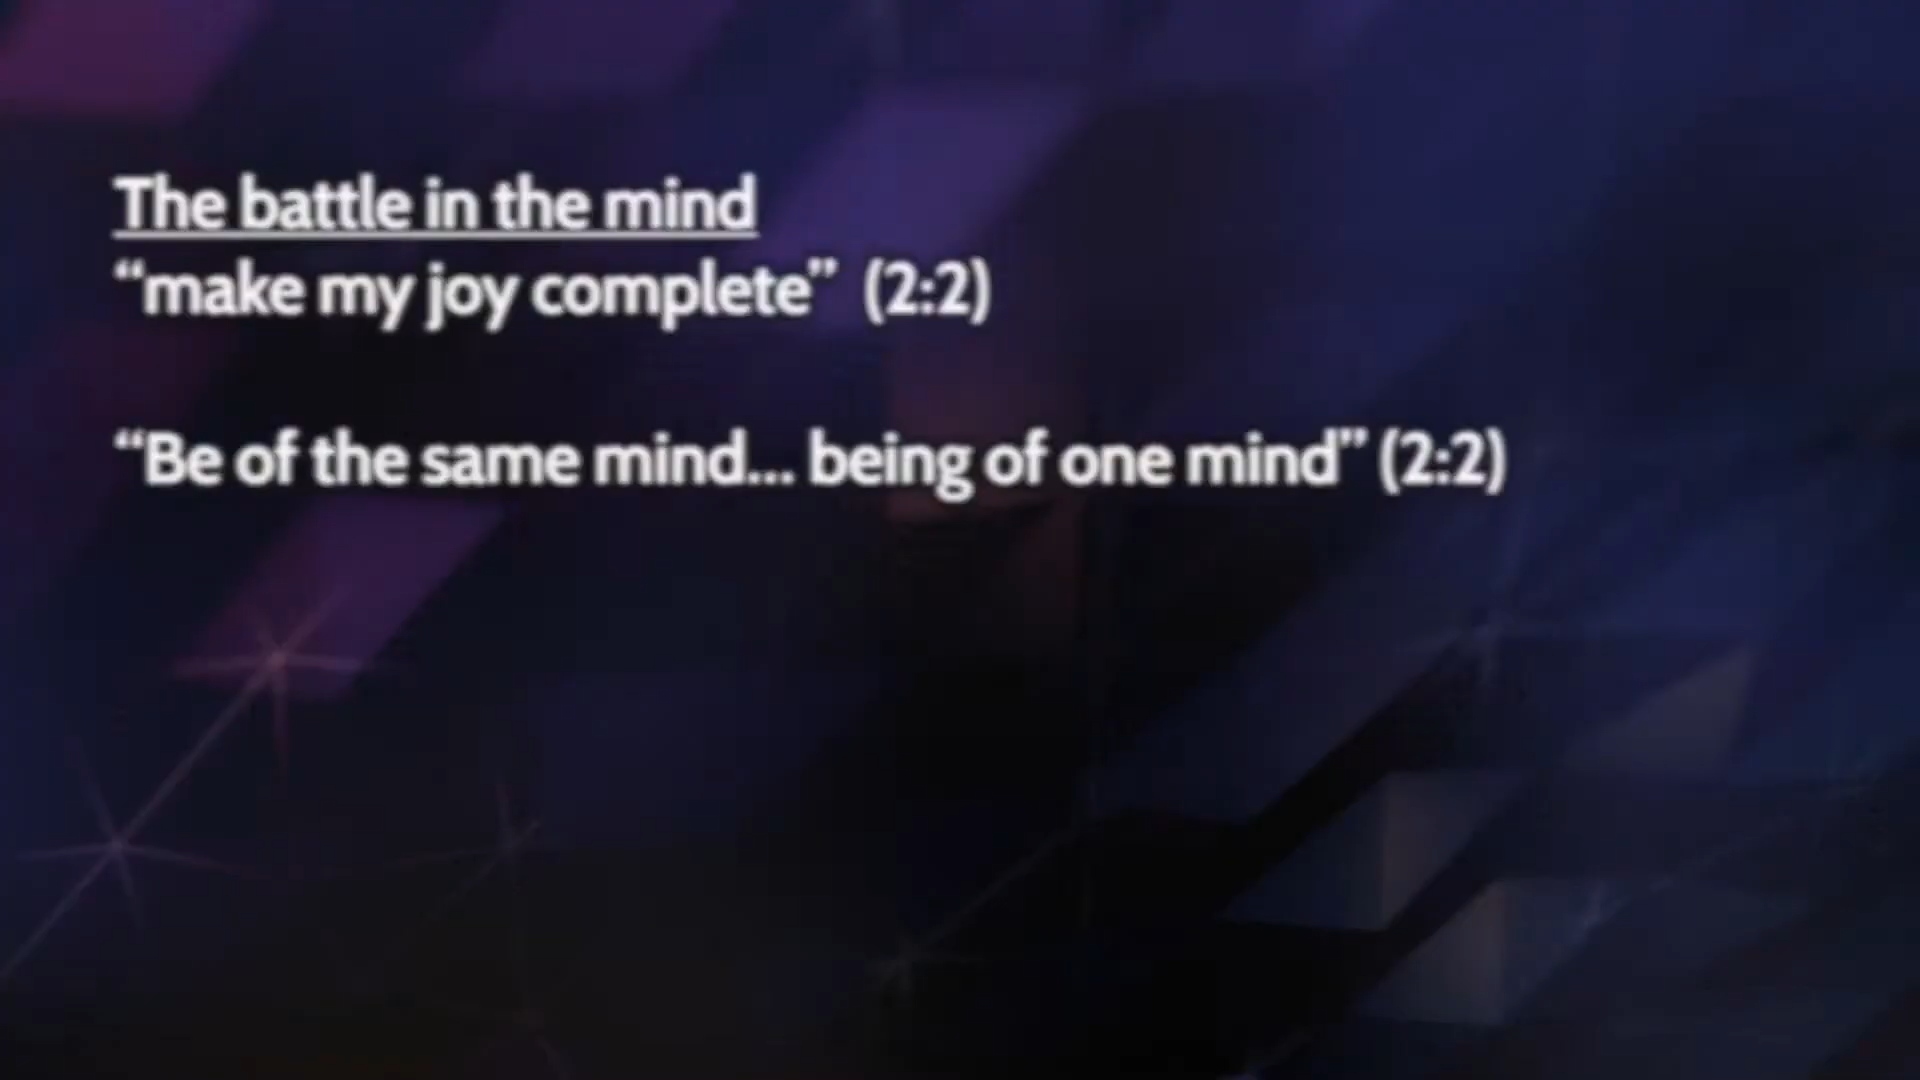 The battle in the mind
“make my joy complete” (2:2)
“Be of the same mind... being of one mind” (2:2)